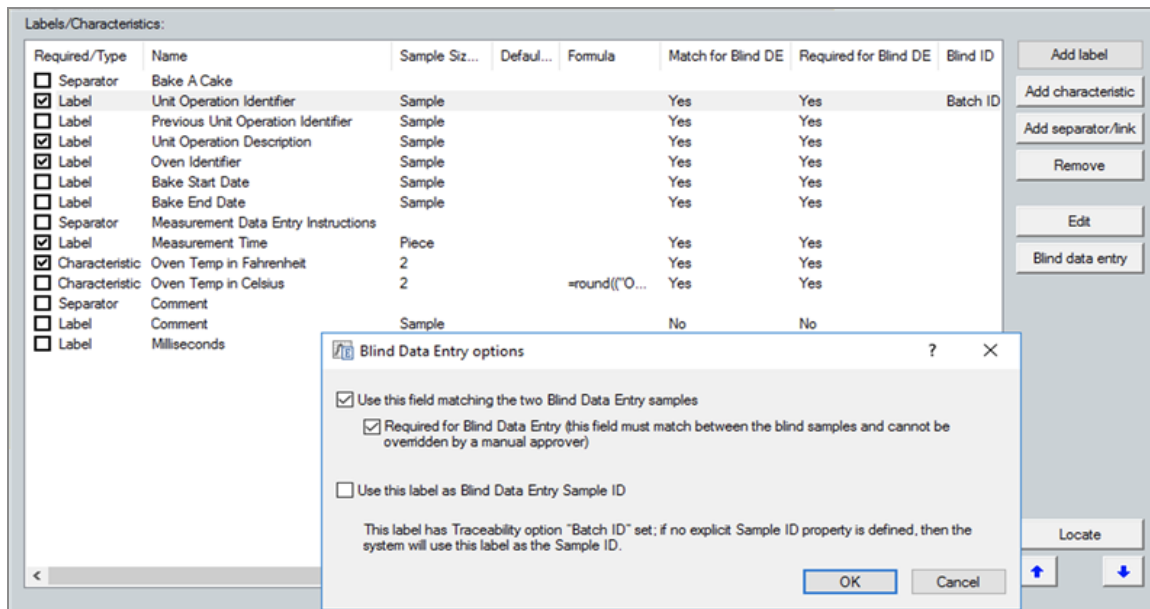 Labels/Characteristics:
Required/Type Name Sample Siz... Defaul... Formula Match for Blind DE Required for Blind DE Blind ID
Separator Bake A Cake
Label Unit Operation Identifier Sample Yes Yes Batch ID
Label Previous Unit Operation Identifier Sample Yes Yes
Label Unit Operation Description Sample Yes Yes
Label Oven Identifier Sample Yes Yes
Label Bake Start Date Sample Yes Yes
Label Bake End Date Sample Yes Yes
Separator Measurement Data Entry Instructions
Label Measurement Time Piece Yes Yes
Characteristic Oven Temp in Fahrenheit 2 Yes Yes
Characteristic Oven Temp in Celsius 2 =round(("O... Yes Yes
Separator Comment
Label Comment Sample No No
Label Milliseconds
Add label
Add characteristic
Add separator/link
Remove
Edit
Blind data entry
Blind Data Entry options ?
Use this field matching the two Blind Data Entry samples
Required for Blind Data Entry (this field must match between the blind samples and cannot be
overridden by a manual approver)
Use this label as Blind Data Entry Sample ID
This label has Traceability option "Batch ID" set; if no explicit Sample ID property is defined, then the
system will use this label as the Sample ID.
OK Cancel
Locate